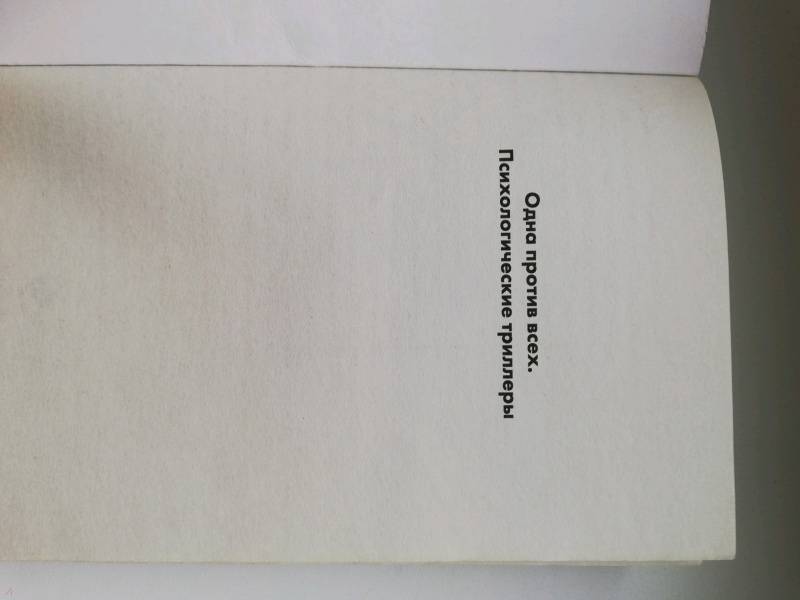 Одна против всех.
Психологические триллеры